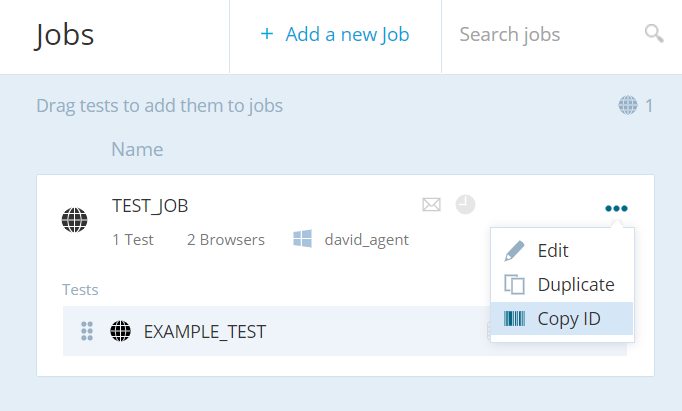 Jobs
+ Add a new Job
Search jobs
Drag tests to add them to jobs
1
Name
TEST_JOB
1 Test
2 Browsers
david_agent
Edit
Duplicate
Copy ID
Tests
EXAMPLE_TEST